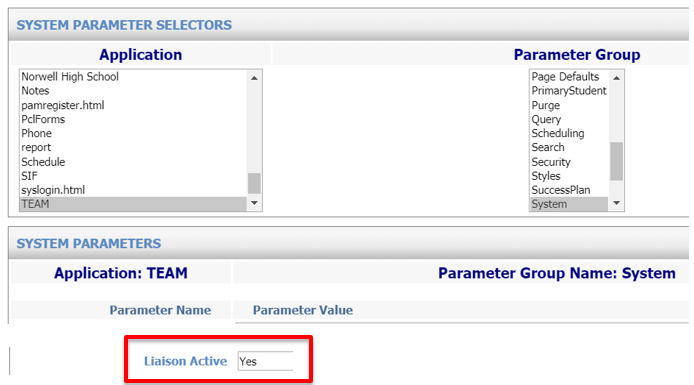 SYSTEM PARAMETER SELECTORS
Application
Parameter Group
Norwell High School
Notes
pamregister.html
PclForms
Phone
report
Schedule
SIF
syslogin.html
TEAM
Page Defaults
PrimaryStudent
Purge
Query
Scheduling
Search
Security
Styles
SuccessPlan
System
SYSTEM PARAMETERS
Application: TEAM
Parameter Group Name: System
Parameter Name
Parameter Value
Liaison Active
Yes